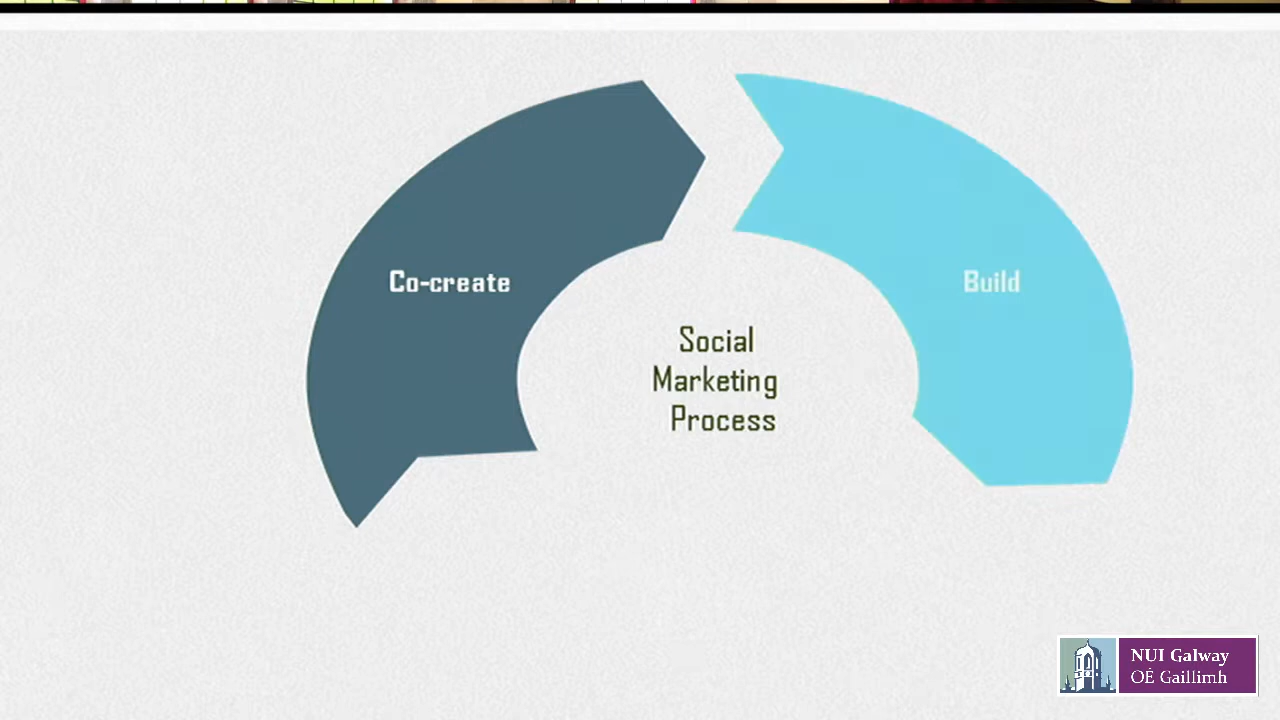 Co-create
Build
Social
Marketing
Process
NUI Galway
OÉ Gaillimh